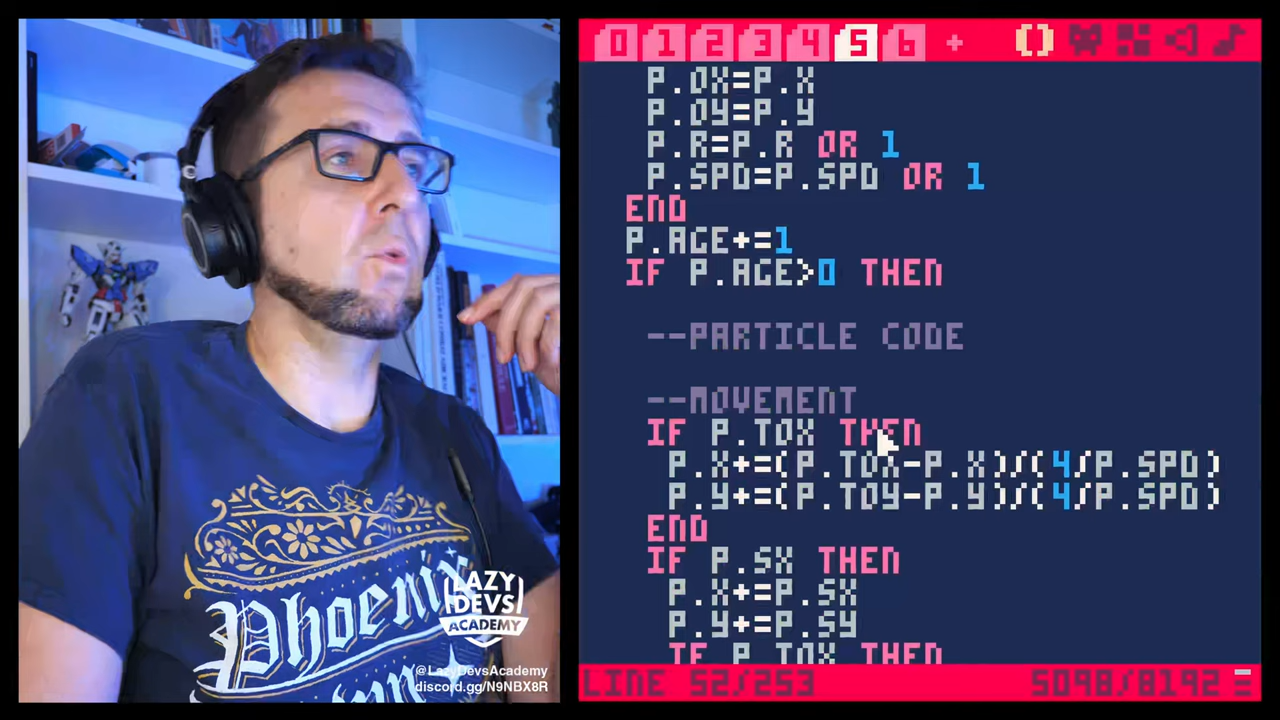 0 1 2 3 4 5 6 + ()
P.OX=P.X
P.OY=P.Y
P.R=P.R OR 1
P.SPD=P.SPD OR 1
END
P.AGE+=1
IF P.AGE>0 THEN
--PARTICLE CODE
--MOVEMENT
IF P.TOX THEN
P.X+=(P.TOX-P.X)/(4/P.SPD)
P.Y+=(P.TOY-P.Y)/(4/P.SPD)
END
IF P.SX THEN
P.X+=P.SX
P.Y+=P.SY
IF P.TOX THEN
LINE 52/253
5098/8192
Phoenix
LAZY
DEVS
ACADEMY
@LazyDevsAcademy
discord.gg/N9NBX8R